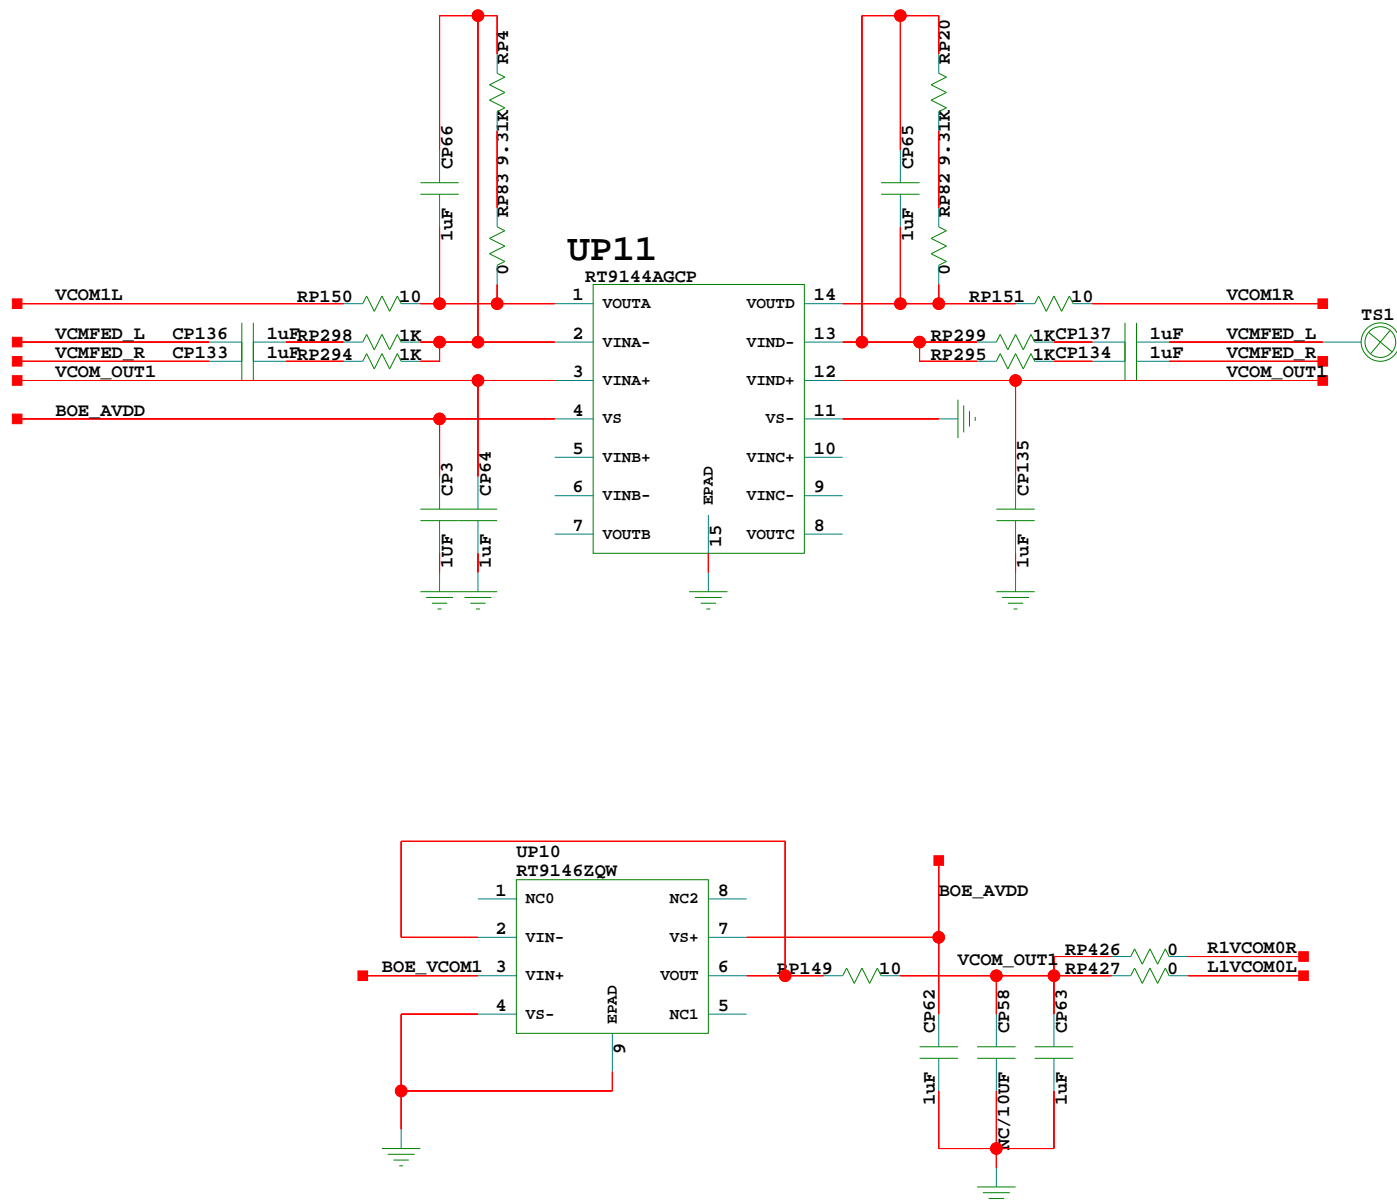 RP4
9.31K
CP66
1uF
RP83
0
RP20
9.31K
CP65
1uF
RP82
0
UP11
RT9144AGCP
VCOM1L RP150 10 1 VOUTA VOUTD 14 RP151 10 VCOM1R
TS1
VCMFED_L CP136 1uF RP298 1K 2 VINA- VIND- 13 RP299 1K CP137 1uF VCMFED_L
VCMFED_R CP133 1uF RP294 1K RP295 1K CP134 1uF VCMFED_R
VCOM_OUT1 3 VINA+ VIND+ 12 VCOM_OUT1
BOE_AVDD 4 VS VS- 11
5 VINB+ VINC+ 10
6 VINB- VINC- 9
7 VOUTB VOUTC 8
EPAD
15
CP3
1UF
CP64
1uF
CP135
1uF
UP10
RT9146ZQW
1 NC0 NC2 8
BOE_AVDD
2 VIN- VS+ 7
BOE_VCOM1 3 VIN+ VOUT 6 RP149 10 VCOM_OUT1
RP426 0 R1VCOM0R
RP427 0 L1VCOM0L
4 VS- NC1 5
EPAD
9
CP62
1uF
CP58
NC/10UF
CP63
1uF